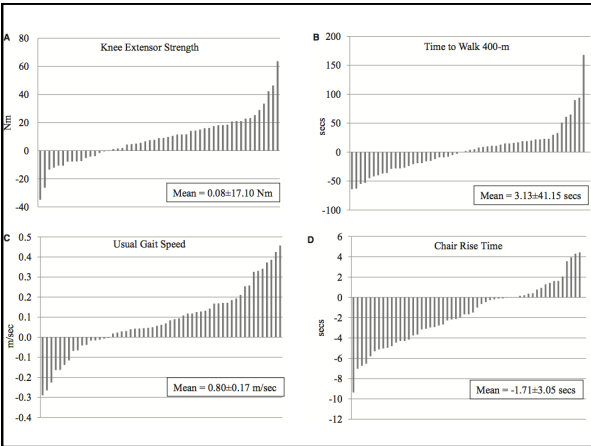 A
Knee Extensor Strength
80
60
40
20
0
-20
-40
Nm
Mean = 0.08±17.10 Nm
B
Time to Walk 400-m
200
150
100
50
0
-50
-100
secs
Mean = 3.13±41.15 secs
C
Usual Gait Speed
0.5
0.4
0.3
0.2
0.1
0.0
-0.1
-0.2
-0.3
-0.4
m/sec
Mean = 0.80±0.17 m/sec
D
Chair Rise Time
6
4
2
0
-2
-4
-6
-8
-10
-12
secs
Mean = -1.71±3.05 secs